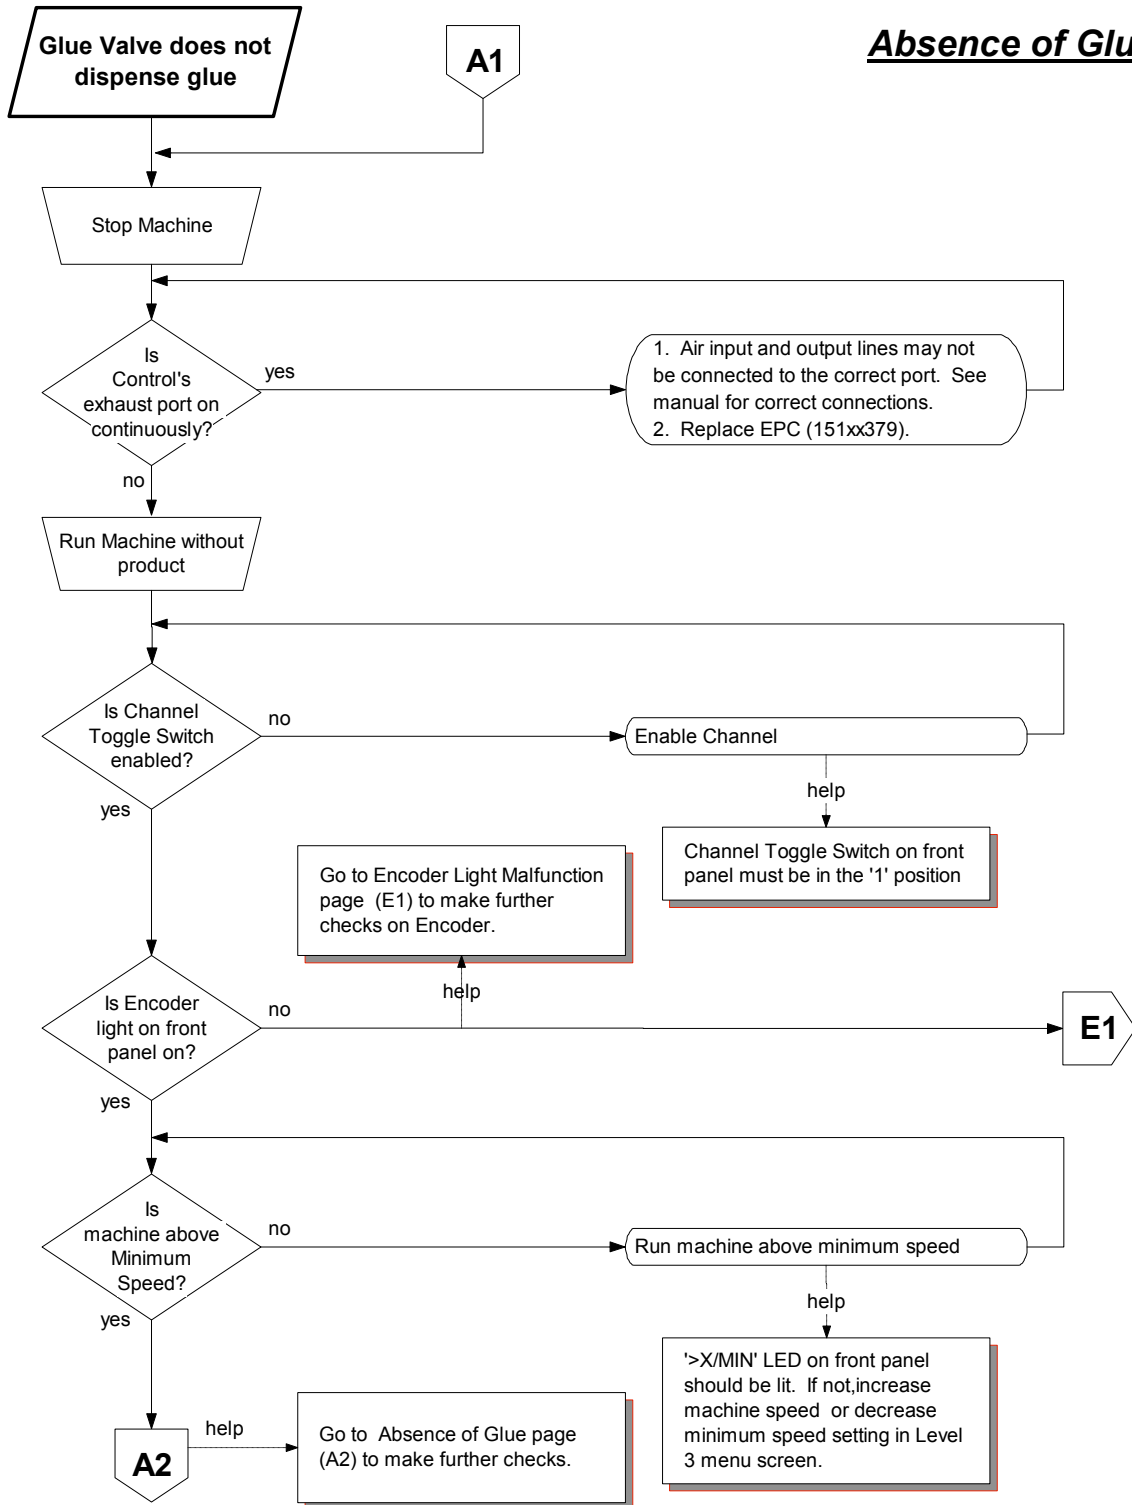 Absence of Glu
Glue Valve does not
dispense glue
A1
Stop Machine
Is
Control's
exhaust port on
continuously?
yes
1. Air input and output lines may not
be connected to the correct port. See
manual for correct connections.
2. Replace EPC (151xx379).
no
Run Machine without
product
Is Channel
Toggle Switch
enabled?
no
Enable Channel
help
Channel Toggle Switch on front
panel must be in the '1' position
yes
Go to Encoder Light Malfunction
page (E1) to make further
checks on Encoder.
help
Is Encoder
light on front
panel on?
no
E1
yes
Is
machine above
Minimum
Speed?
no
Run machine above minimum speed
help
'>X/MIN' LED on front panel
should be lit. If not,increase
machine speed or decrease
minimum speed setting in Level
3 menu screen.
yes
A2
help
Go to Absence of Glue page
(A2) to make further checks.